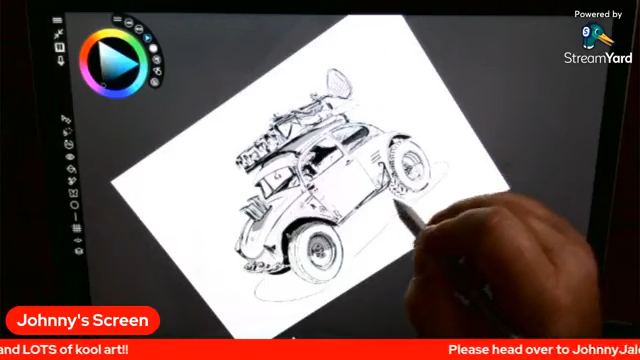 Powered by
StreamYard
Johnny's Screen
and LOTS of kool art!!
Please head over to JohnnyJal